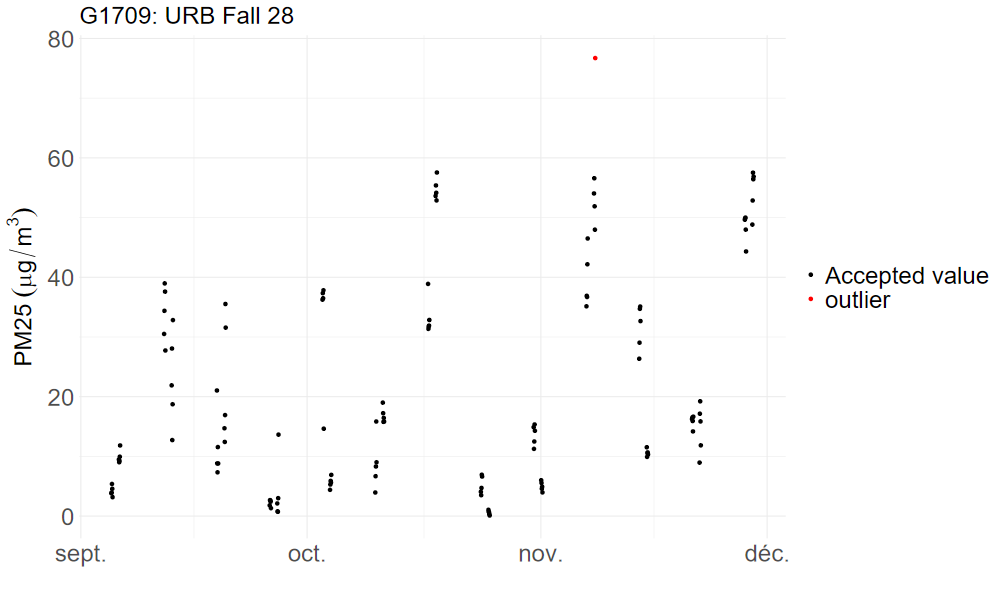 G1709: URB Fall 28
80
60
40
20
0
PM25 (μg/m³)
sept.
oct.
nov.
déc.
Accepted value
outlier